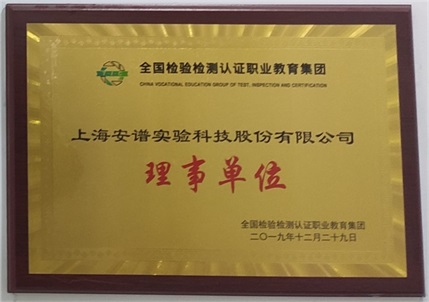 全国检验检测认证职业教育集团
CHINA VOCATIONAL EDUCATION GROUP OF TEST, INSPECTION AND CERTIFICATION
上海安谱实验科技股份有限公司
理事单位
全国检验检测认证职业教育集团
二〇一九年十二月二十九日